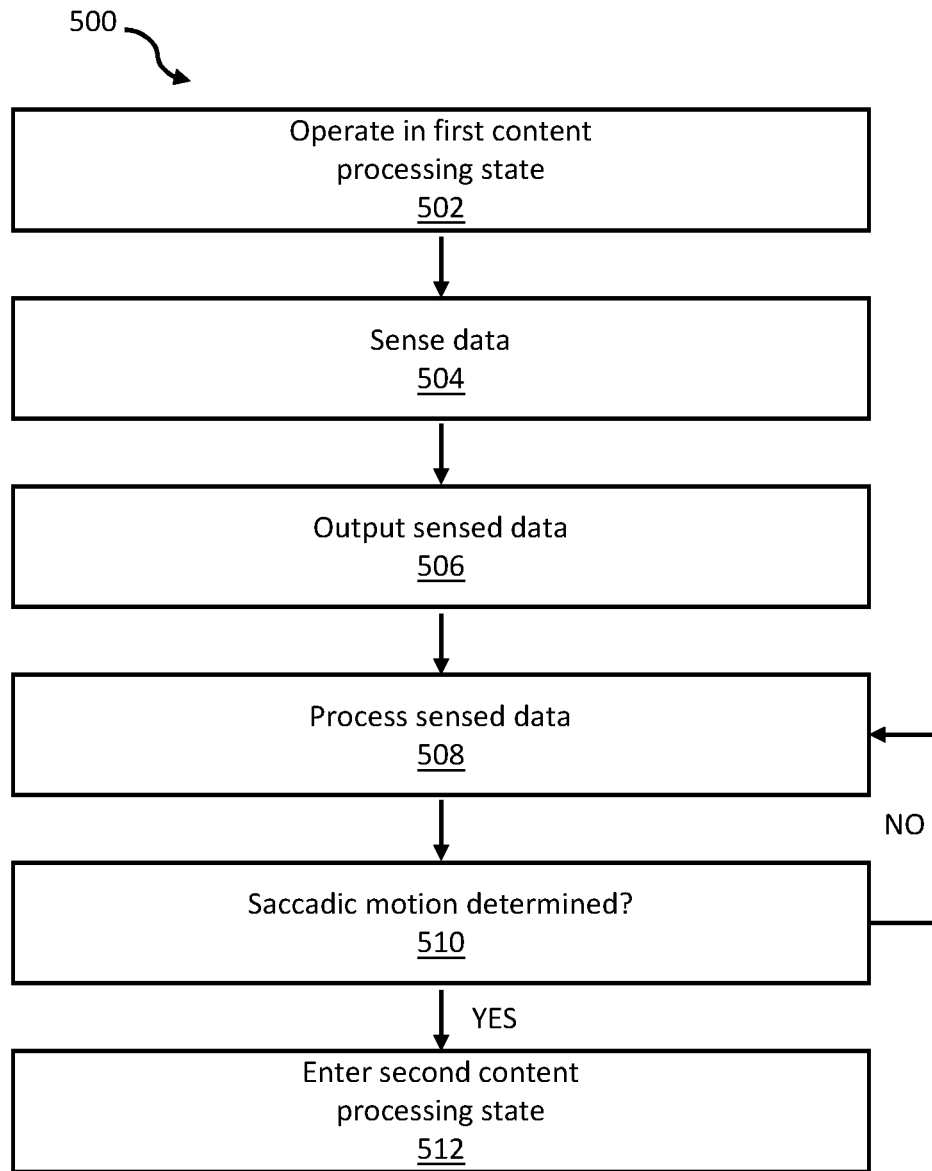 500
Operate in first content
processing state
502
Sense data
504
Output sensed data
506
Process sensed data
508
NO
Saccadic motion determined?
510
YES
Enter second content
processing state
512